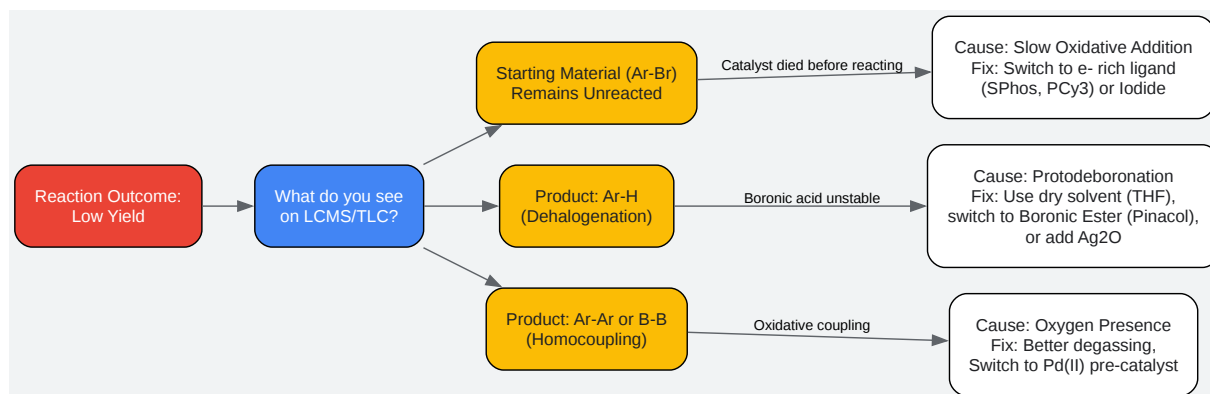 Reaction Outcome:
Low Yield
What do you see
on LCMS/TLC?
Starting Material (Ar-Br)
Remains Unreacted
Catalyst died before reacting
Cause: Slow Oxidative Addition
Fix: Switch to e- rich ligand
(SPhos, PCy3) or Iodide
Product: Ar-H
(Dehalogenation)
Boronic acid unstable
Cause: Protodeboronation
Fix: Use dry solvent (THF),
switch to Boronic Ester (Pinacol),
or add Ag2O
Product: Ar-Ar or B-B
(Homocoupling)
Oxidative coupling
Cause: Oxygen Presence
Fix: Better degassing,
Switch to Pd(II) pre-catalyst